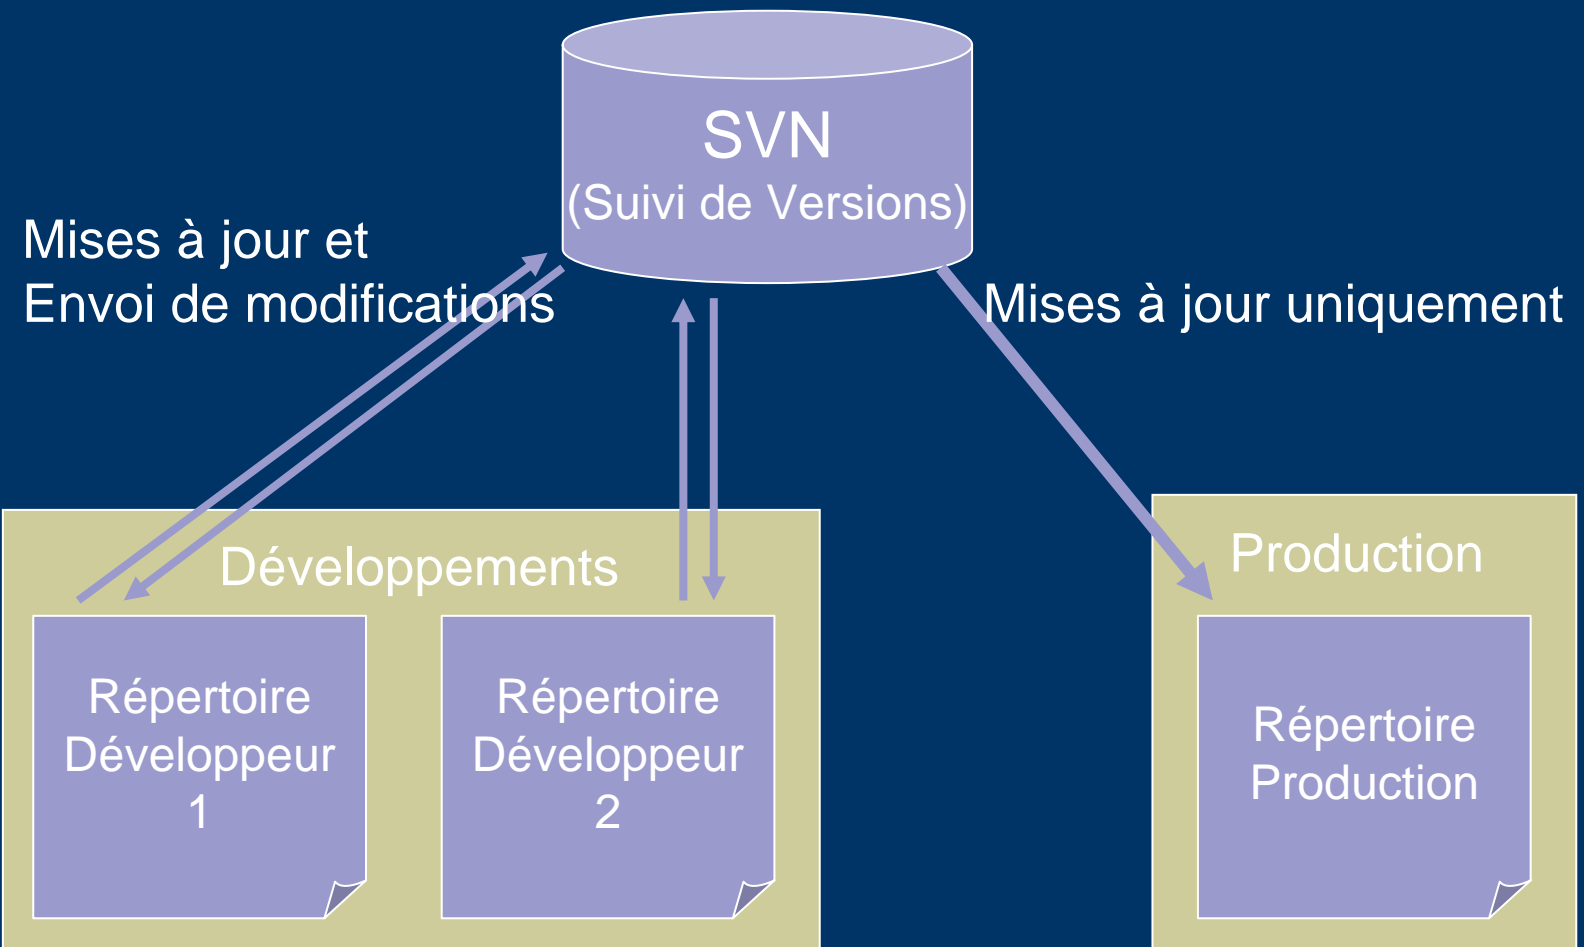 SVN
(Suivi de Versions)
Mises à jour et
Envoi de modifications
Mises à jour uniquement
Développements
Répertoire
Développeur
1
Répertoire
Développeur
2
Production
Répertoire
Production